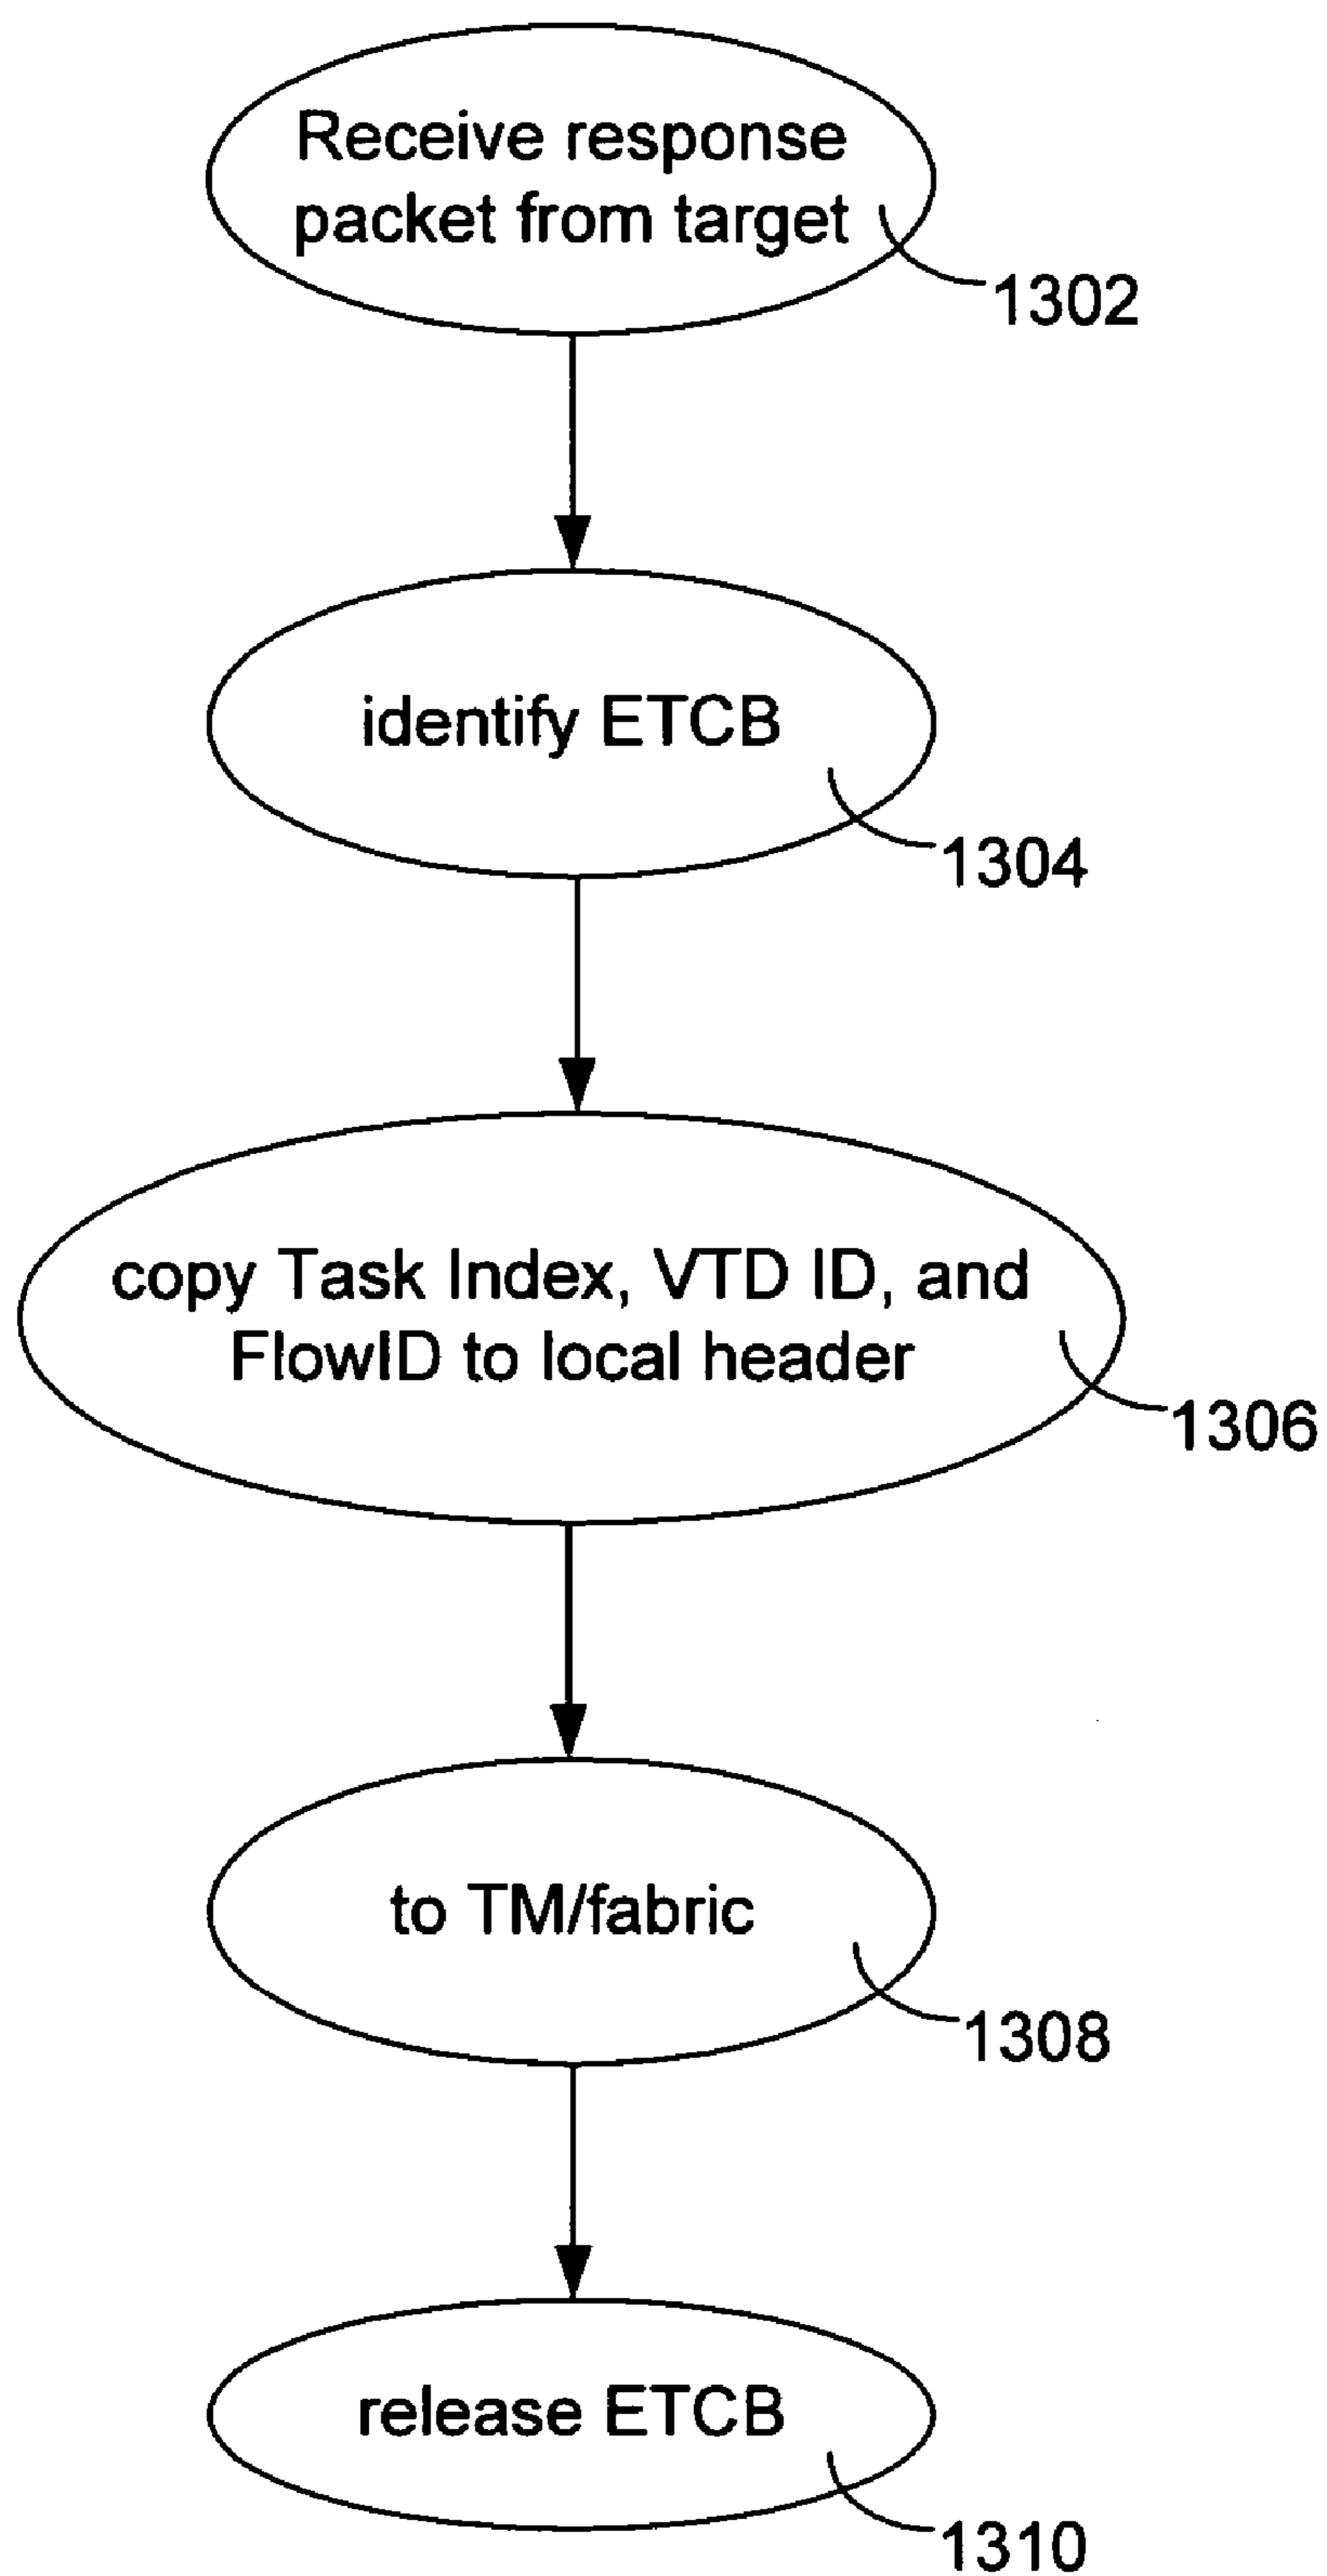 Receive response
packet from target
1302
identify ETCB
1304
copy Task Index, VTD ID, and
FlowID to local header
1306
to TM/fabric
1308
release ETCB
1310